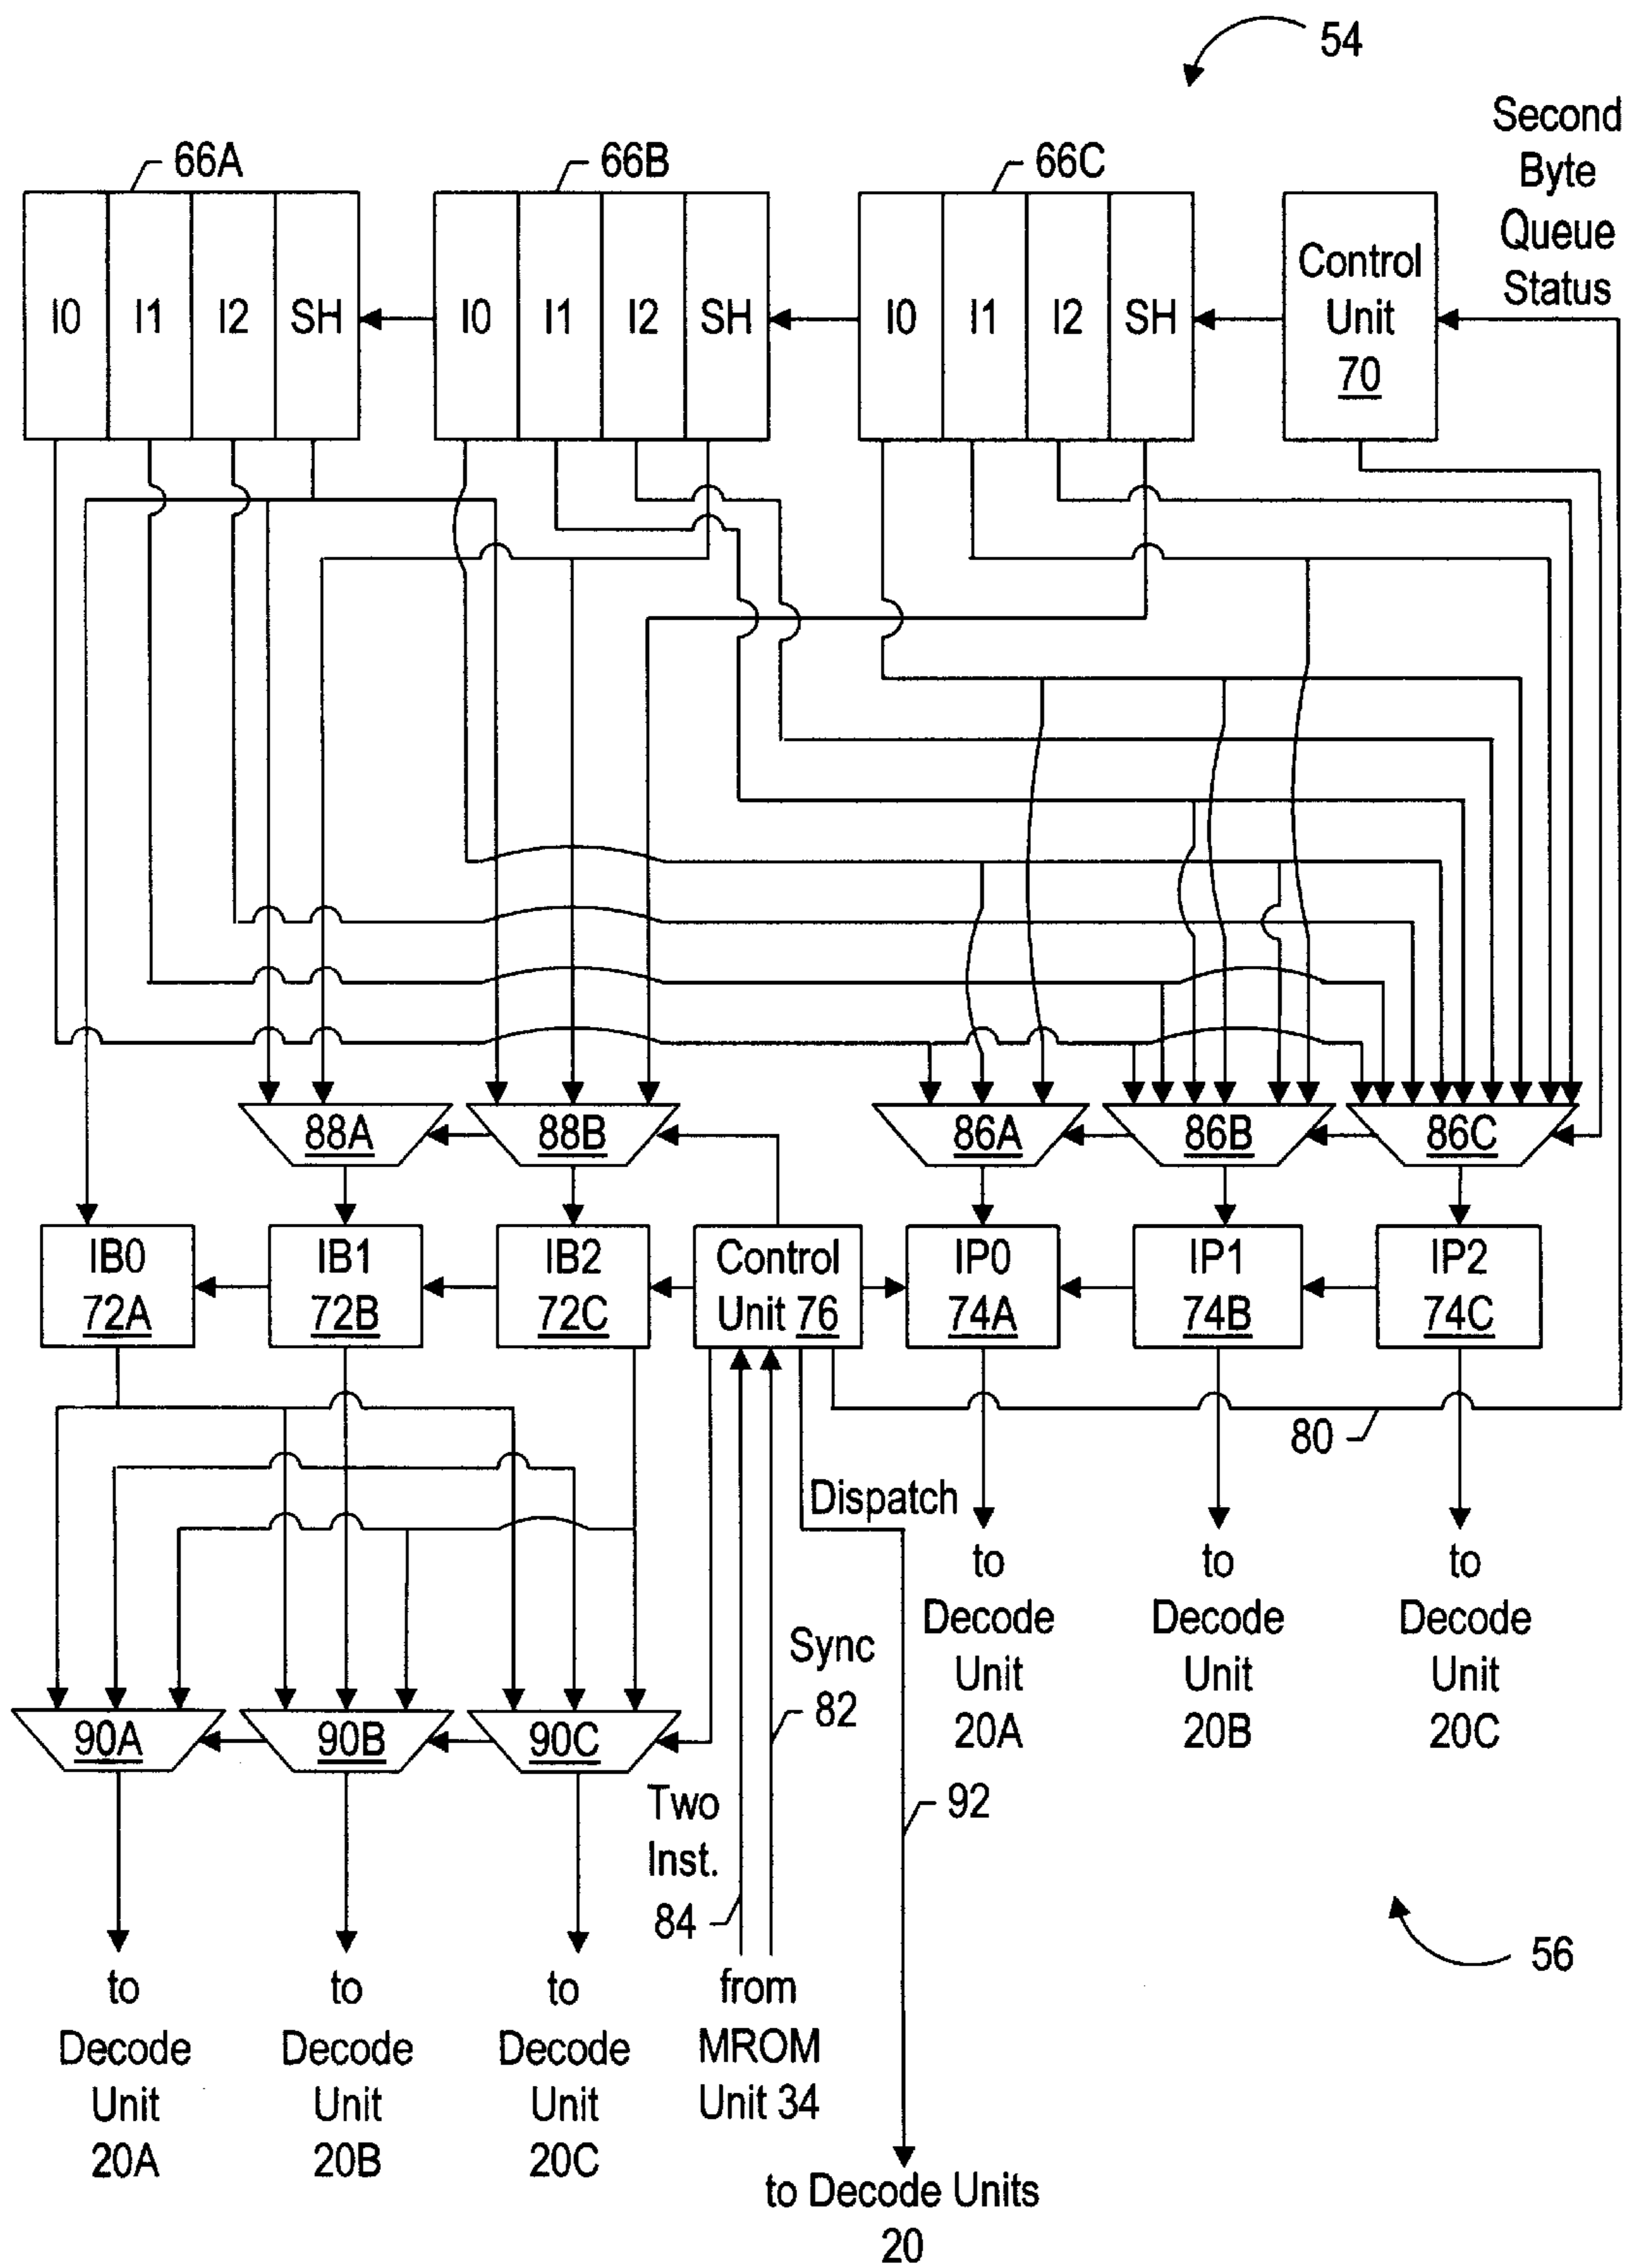 54
Second
Byte
Queue
Status
66A
66B
66C
I0 I1 I2 SH
I0 I1 I2 SH
I0 I1 I2 SH
Control
Unit
70
88A
88B
86A
86B
86C
IB0
72A
IB1
72B
IB2
72C
Control
Unit 76
IP0
74A
IP1
74B
IP2
74C
80
Dispatch
to
Decode
Unit
20A
to
Decode
Unit
20B
to
Decode
Unit
20C
Sync
82
90A
90B
90C
Two
Inst.
84
92
56
to
Decode
Unit
20A
to
Decode
Unit
20B
to
Decode
Unit
20C
from
MROM
Unit 34
to Decode Units
20